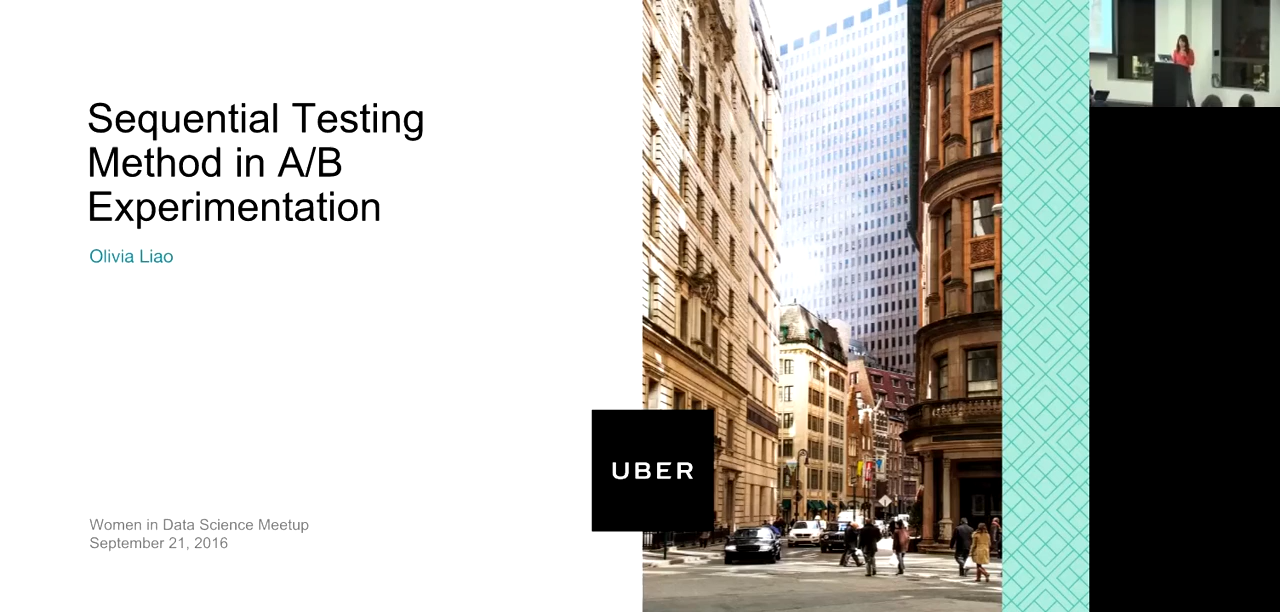 Sequential Testing
Method in A/B
Experimentation
Olivia Liao
UBER
Women in Data Science Meetup
September 21, 2016